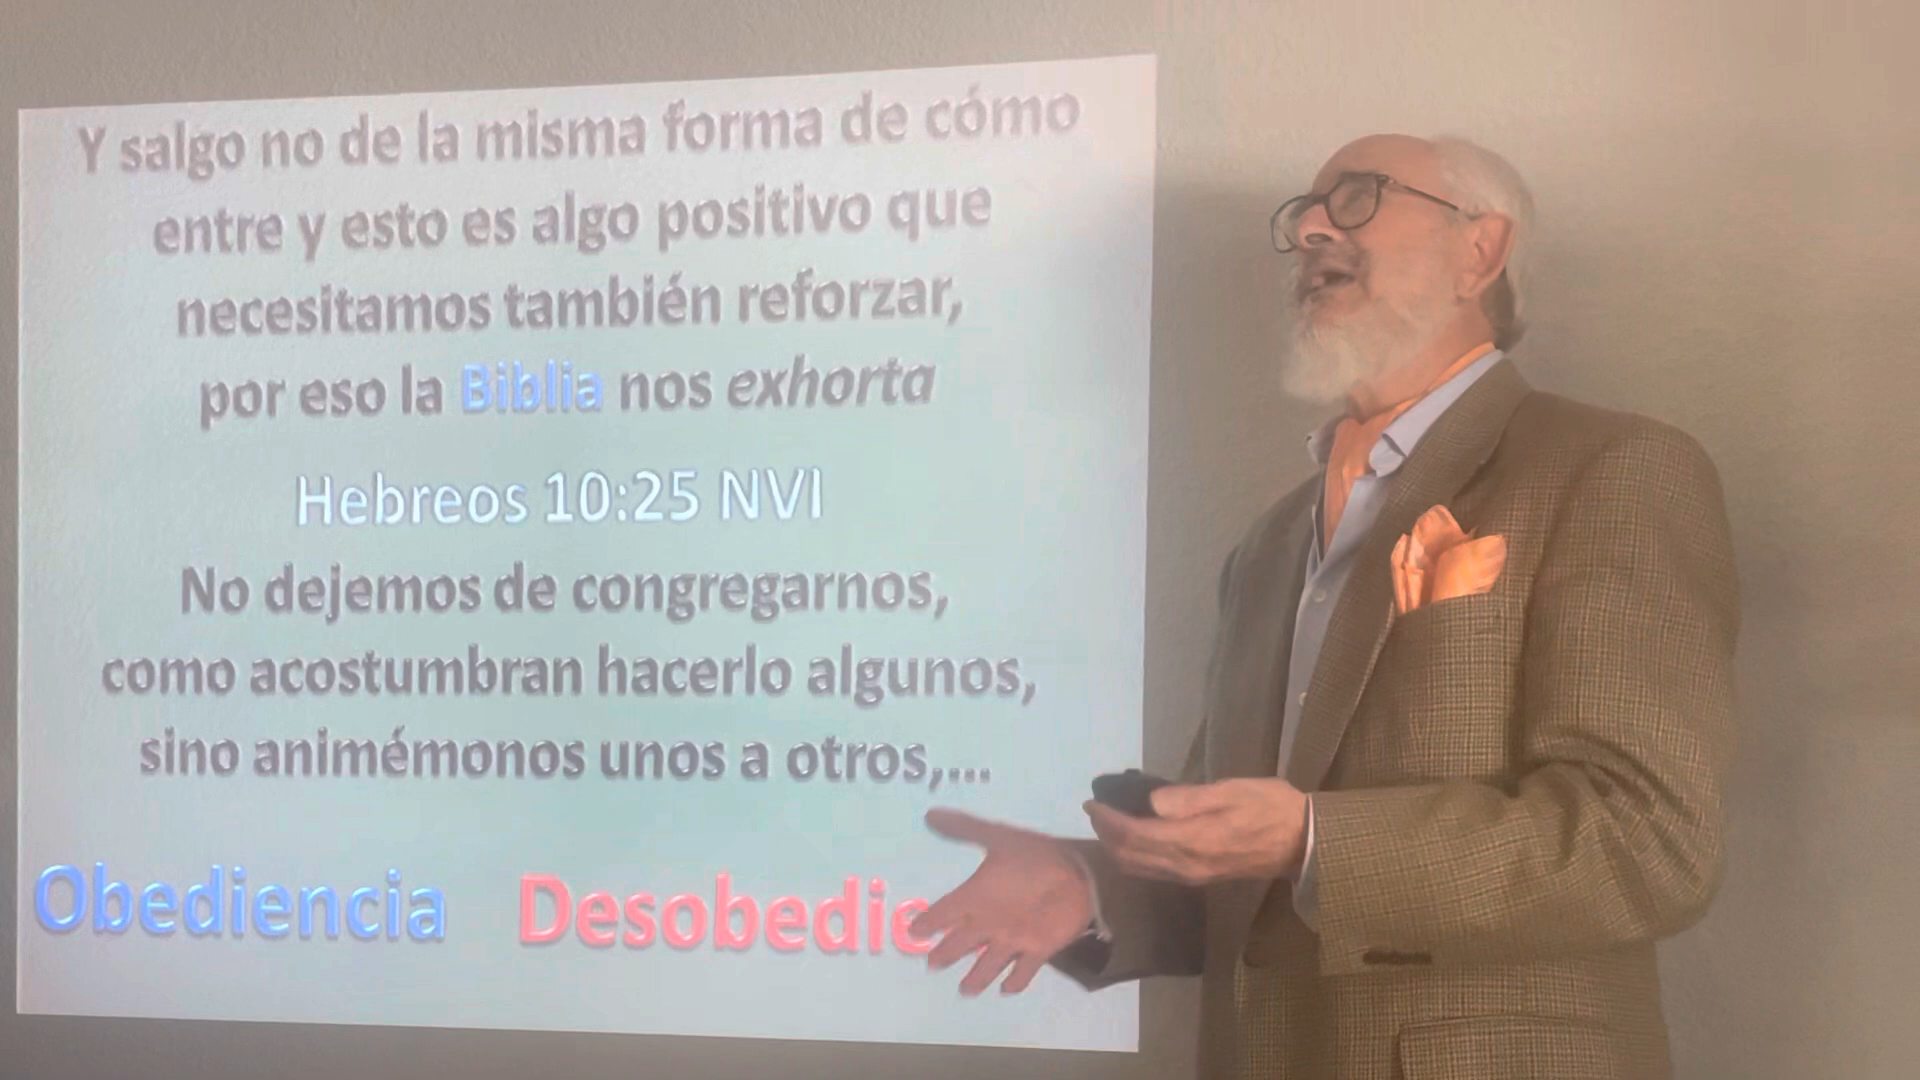 Y salgo no de la misma forma de cómo
entre y esto es algo positivo que
necesitamos también reforzar,
por eso la Biblia nos exhorta
Hebreos 10:25 NVI
No dejemos de congregarnos,
como acostumbran hacerlo algunos,
sino animémonos unos a otros,...
Obediencia Desobedie